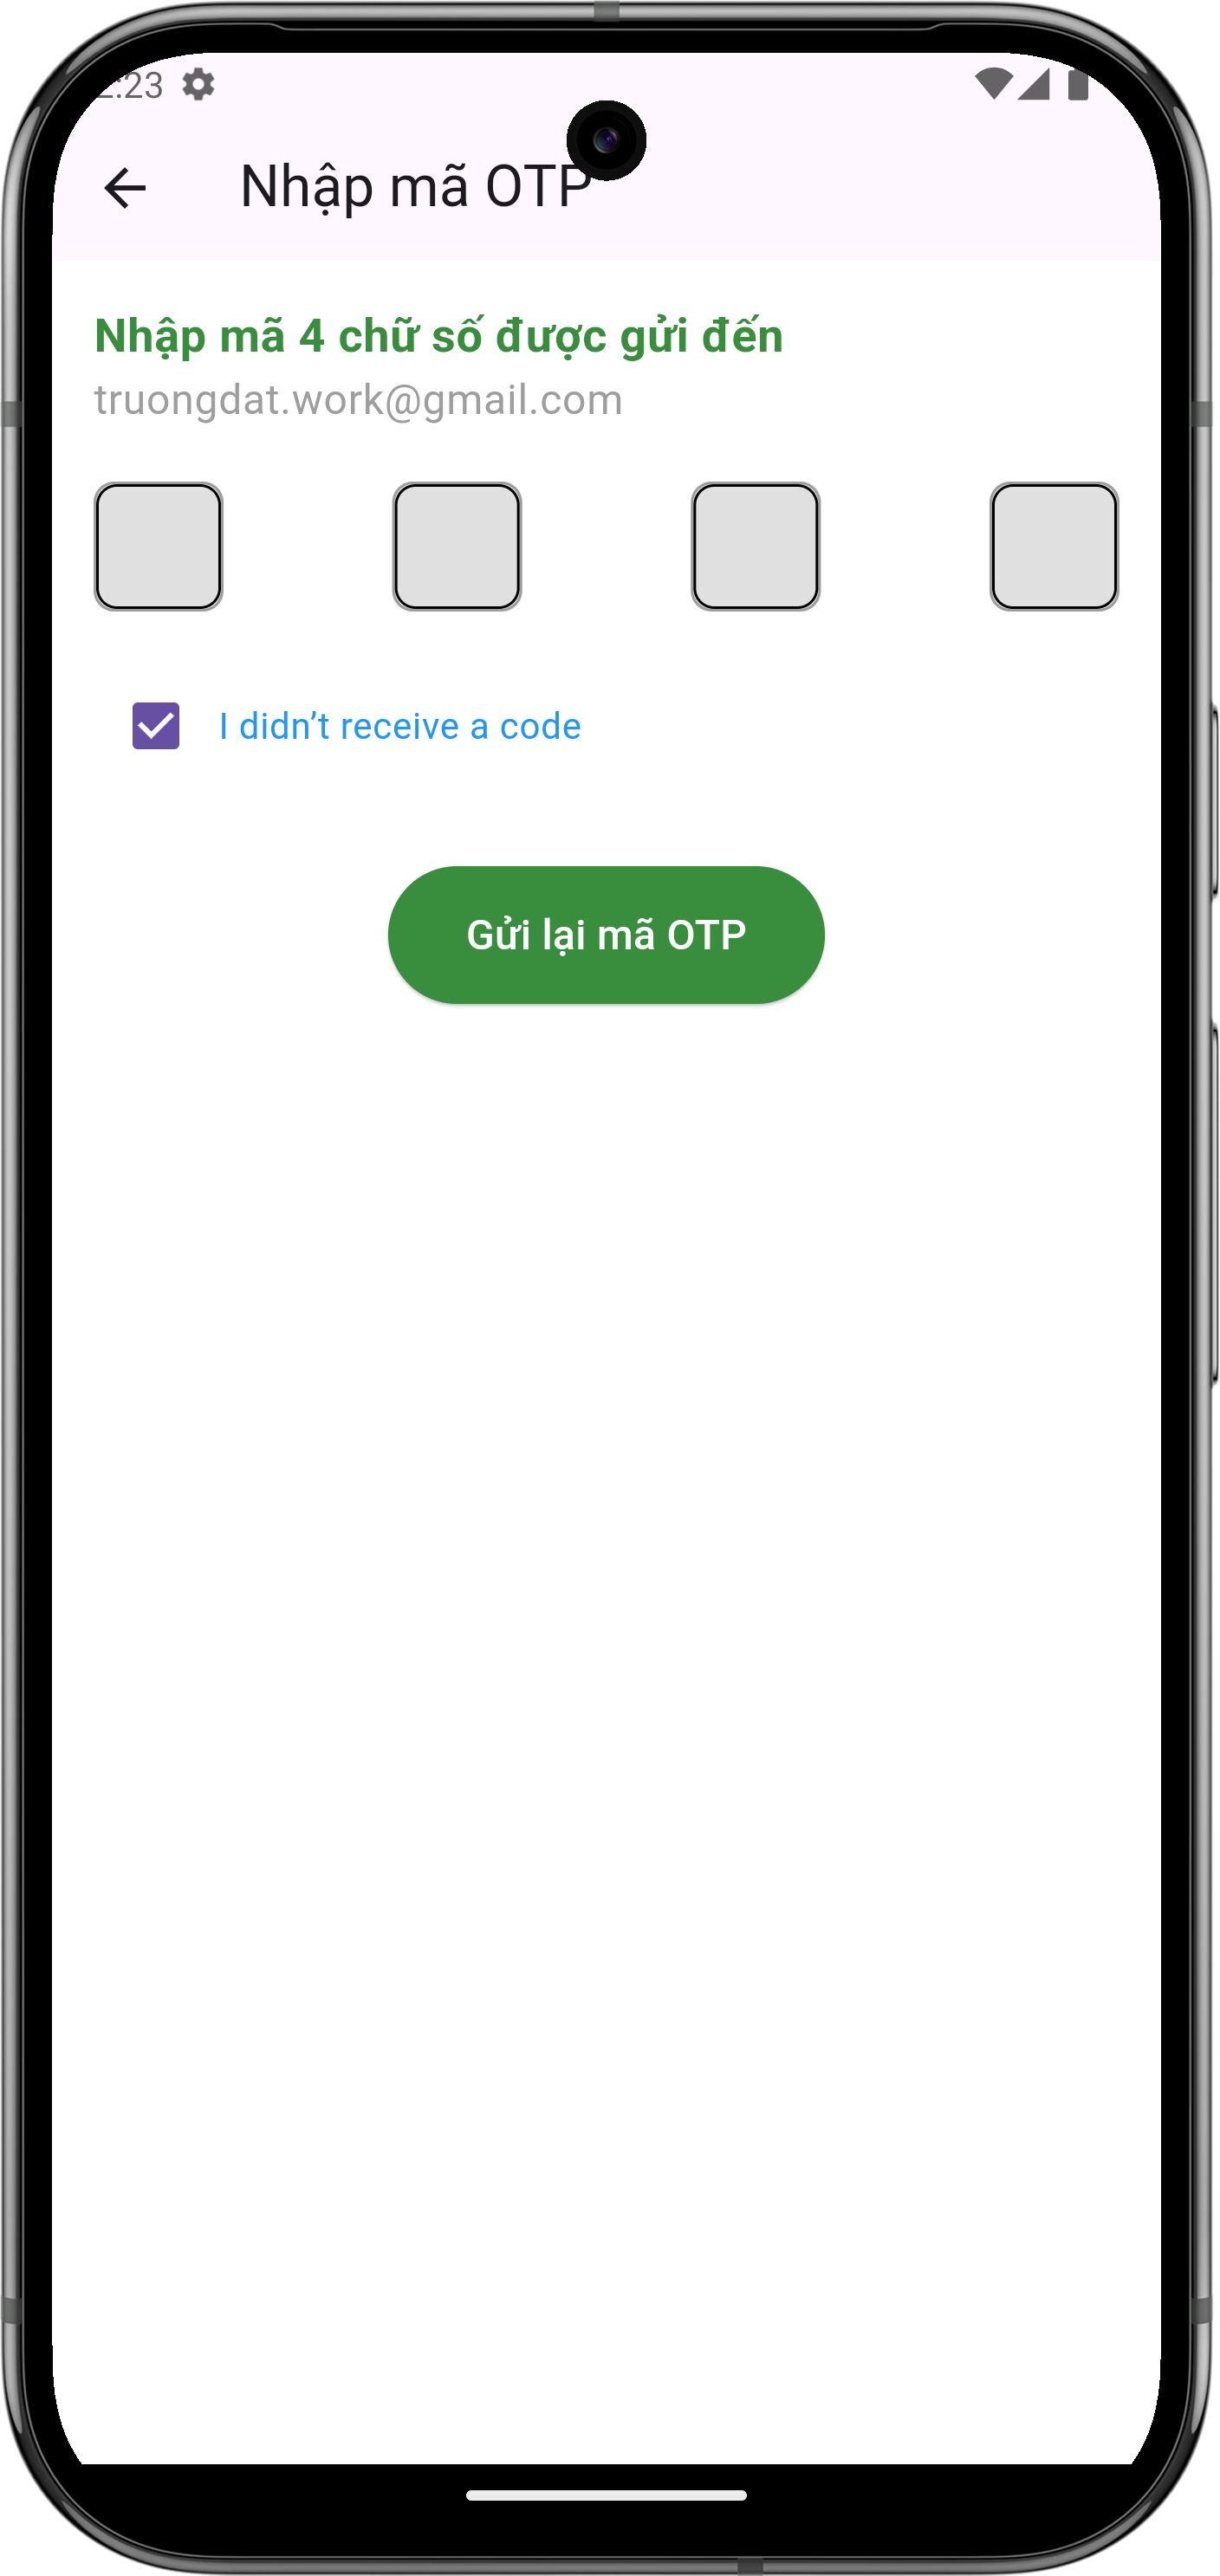 :23
Nhập mã OTP
Nhập mã 4 chữ số được gửi đến
truongdat.work@gmail.com
I didn’t receive a code
Gửi lại mã OTP